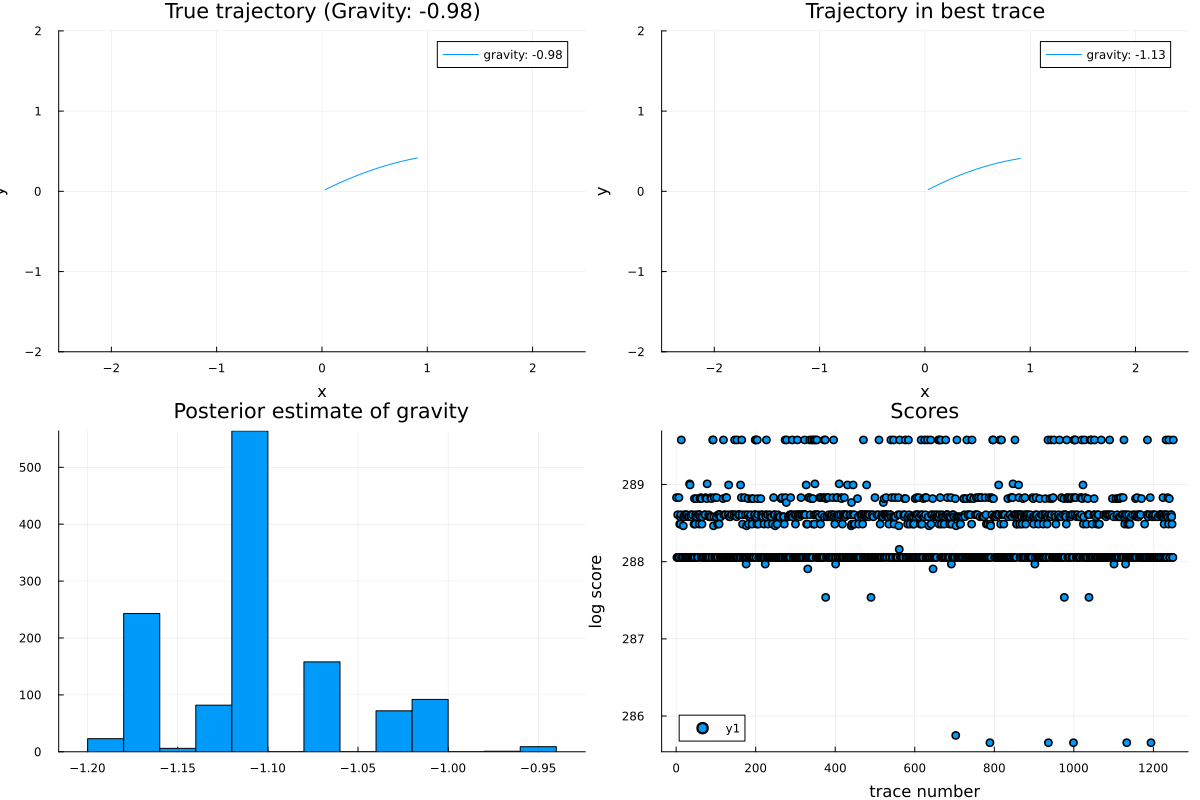 True trajectory (Gravity: -0.98)
2
1
0
−1
−2
y
gravity: -0.98
−2 −1 0 1 2
x
Trajectory in best trace
2
1
0
−1
−2
y
gravity: -1.13
−2 −1 0 1 2
x
Posterior estimate of gravity
500
400
300
200
100
0
−1.20 −1.15 −1.10 −1.05 −1.00 −0.95
Scores
289
288
287
286
log score
y1
0 200 400 600 800 1000 1200
trace number